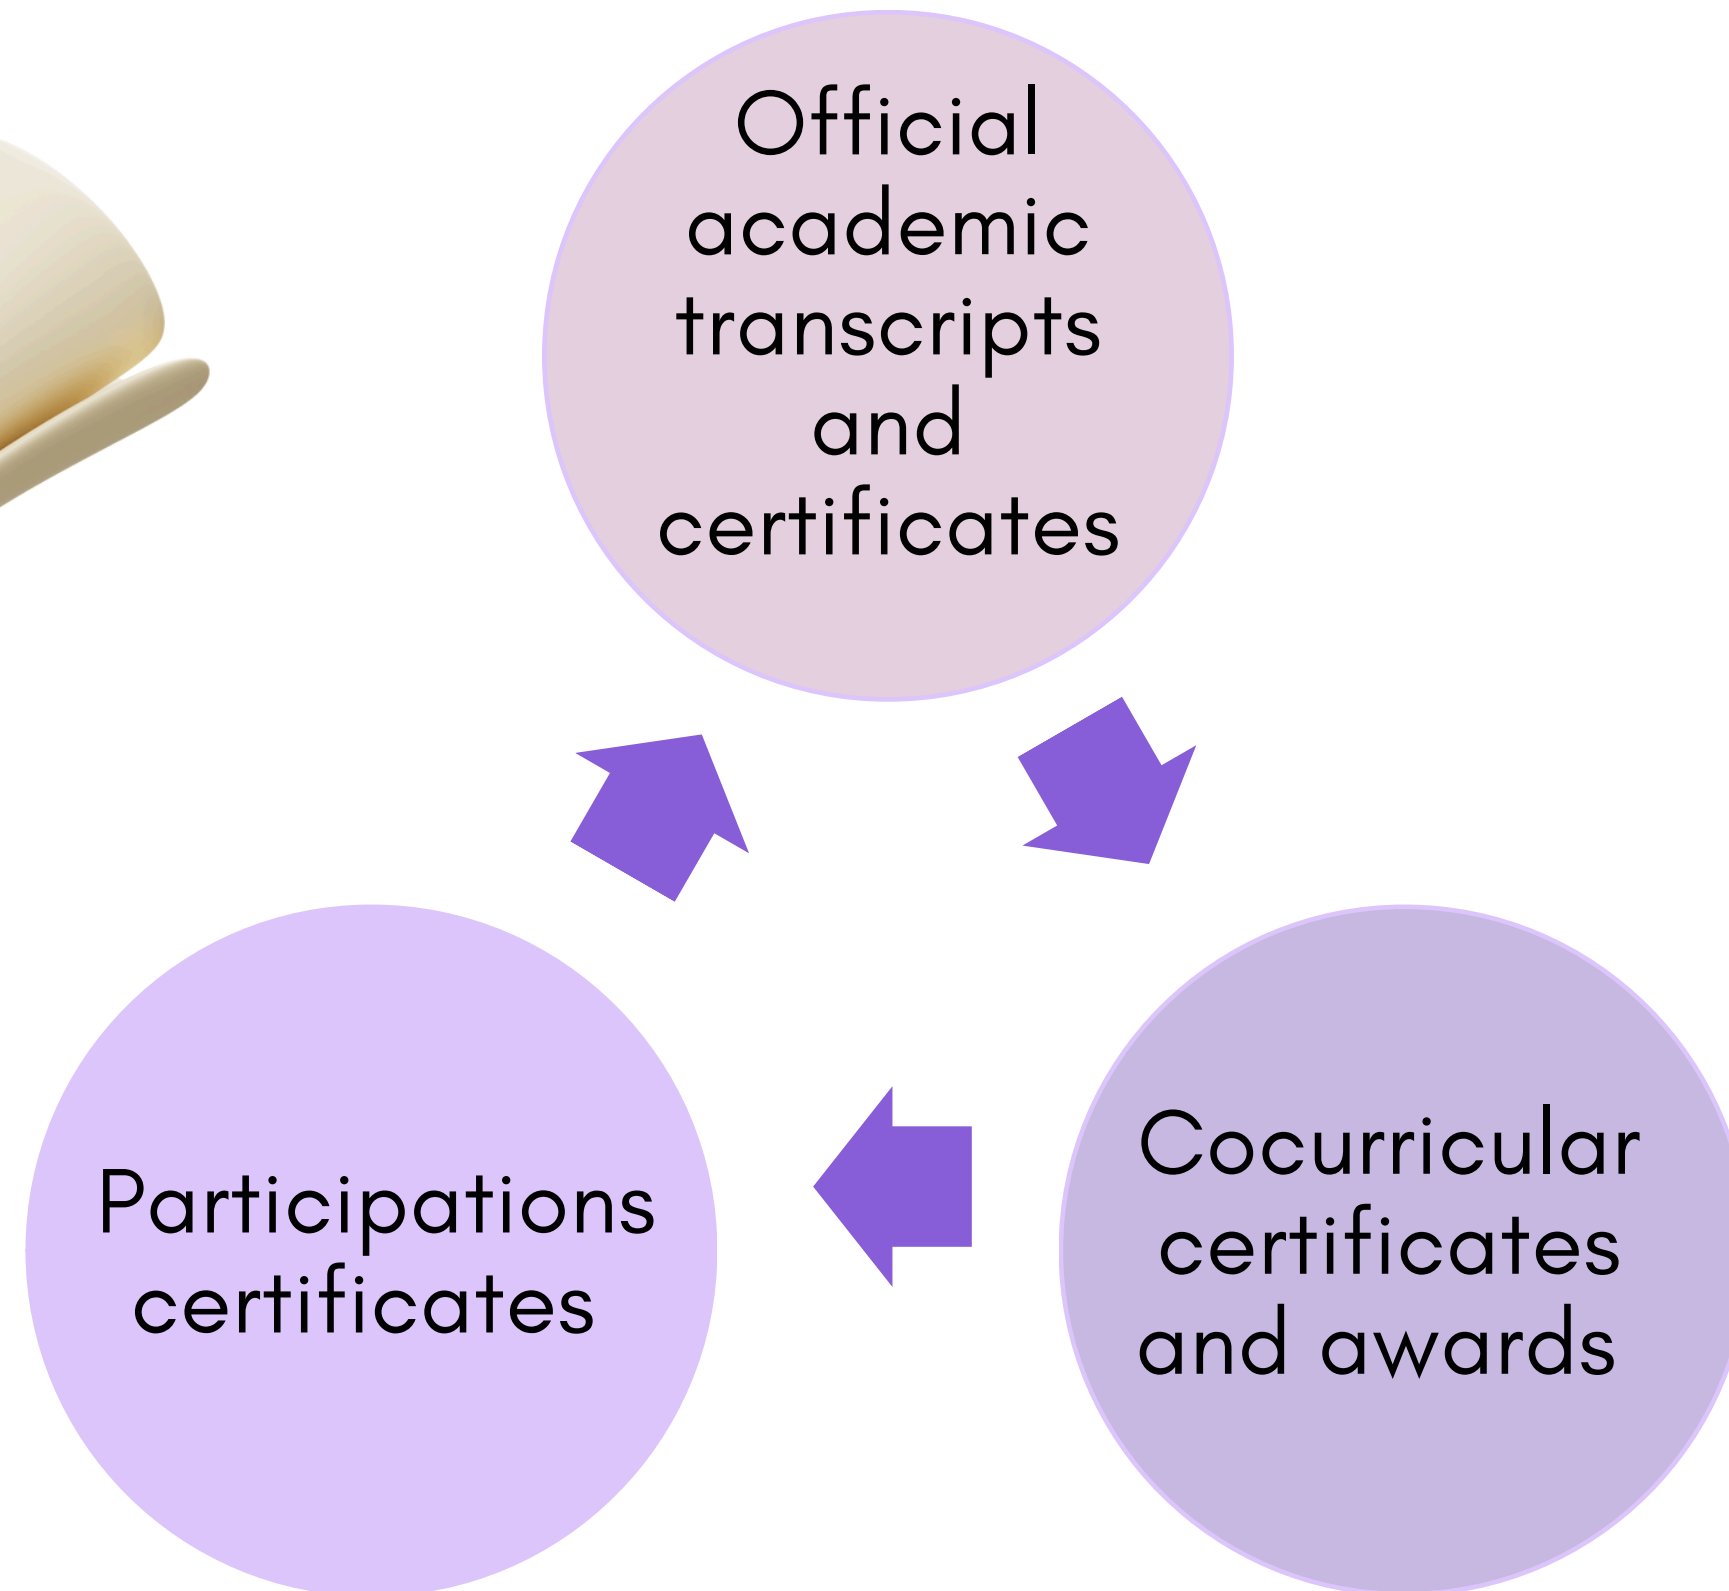 Official
academic
transcripts
and
certificates
Cocurricular
certificates
and awards
Participations
certificates